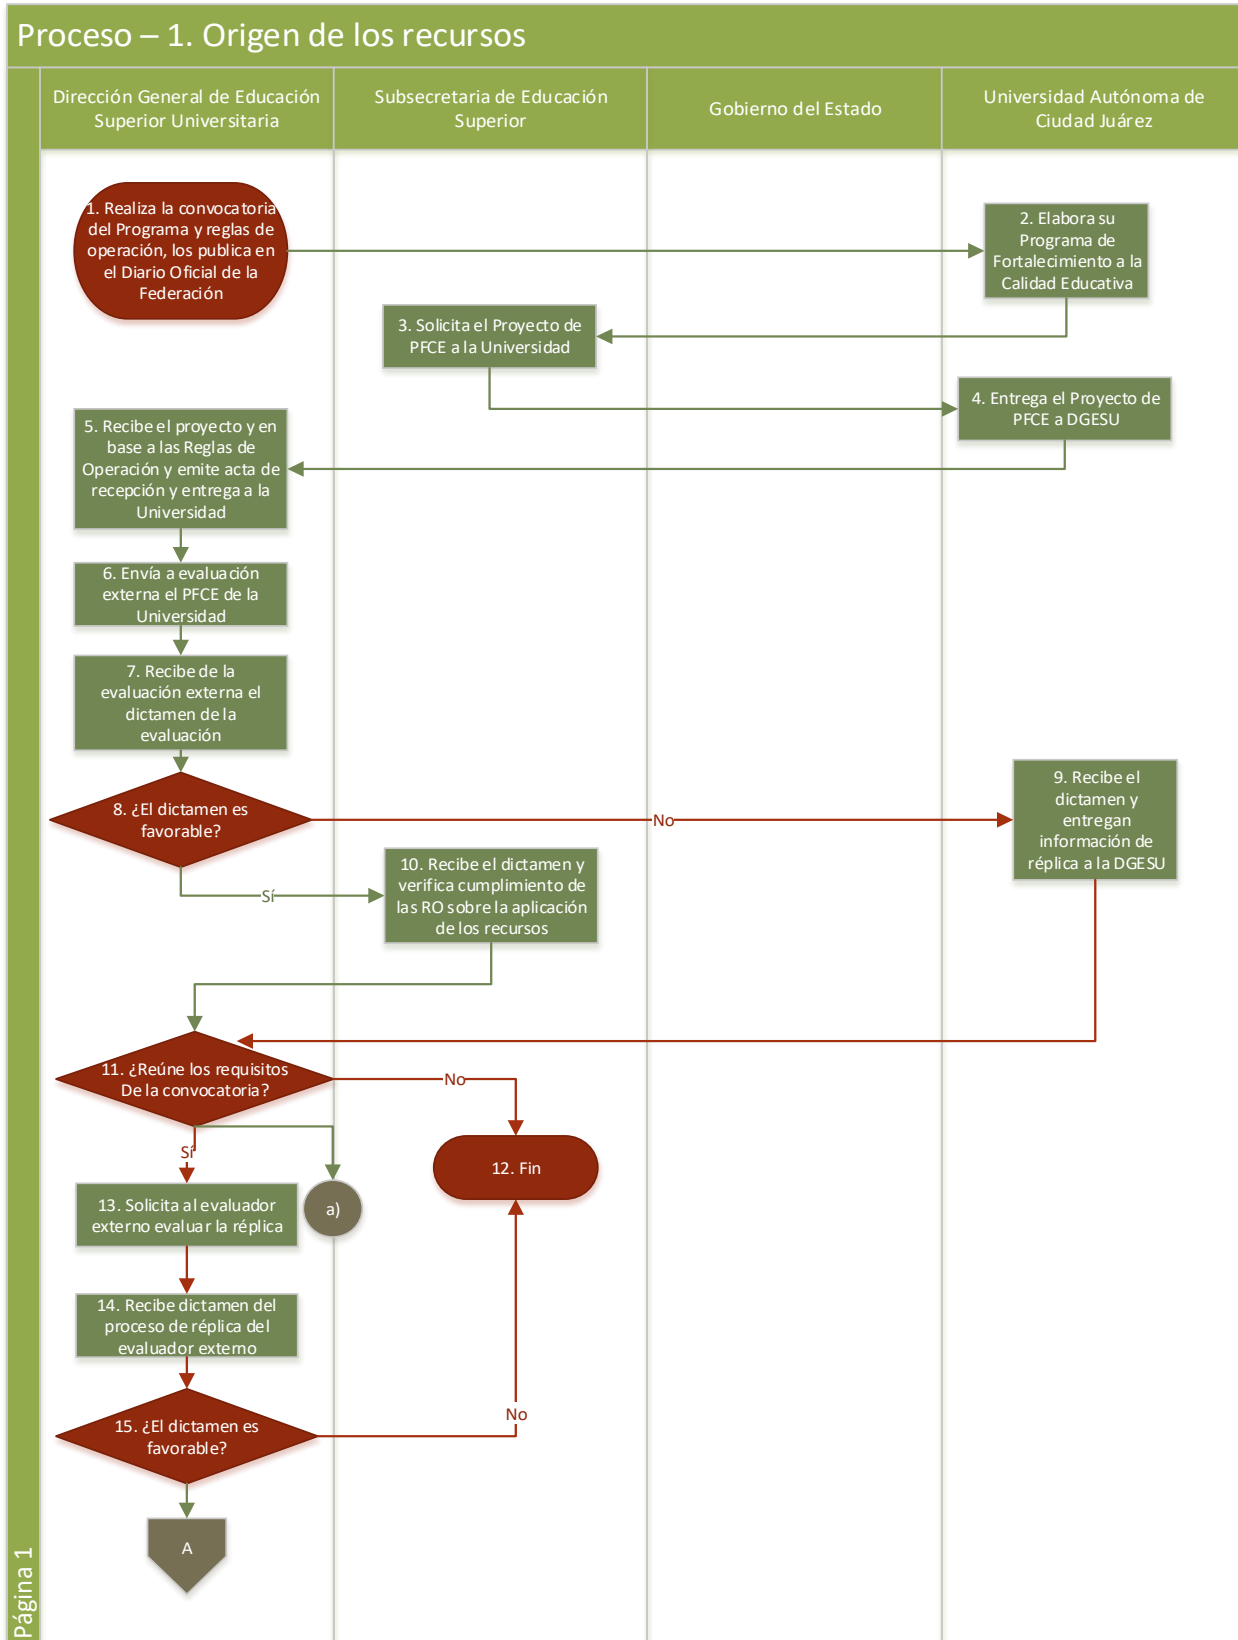 Proceso – 1. Origen de los recursos
Dirección General de Educación
Superior Universitaria
Subsecretaria de Educación
Superior
Gobierno del Estado
Universidad Autónoma de
Ciudad Juárez
1. Realiza la convocatoria
del Programa y reglas de
operación, los publica en
el Diario Oficial de la
Federación
2. Elabora su
Programa de
Fortalecimiento a la
Calidad Educativa
3. Solicita el Proyecto de
PFCE a la Universidad
4. Entrega el Proyecto de
PFCE a DGESU
5. Recibe el proyecto y en
base a las Reglas de
Operación y emite acta de
recepción y entrega a la
Universidad
6. Envía a evaluación
externa el PFCE de la
Universidad
7. Recibe de la
evaluación externa el
dictamen de la
evaluación
8. ¿El dictamen es
favorable?
No
9. Recibe el
dictamen y
entregan
información de
réplica a la DGESU
Sí
10. Recibe el dictamen y
verifica cumplimiento de
las RO sobre la aplicación
de los recursos
11. ¿Reúne los requisitos
De la convocatoria?
No
Sí
12. Fin
13. Solicita al evaluador
externo evaluar la réplica
a)
14. Recibe dictamen del
proceso de réplica del
evaluador externo
15. ¿El dictamen es
favorable?
No
A
Página 1